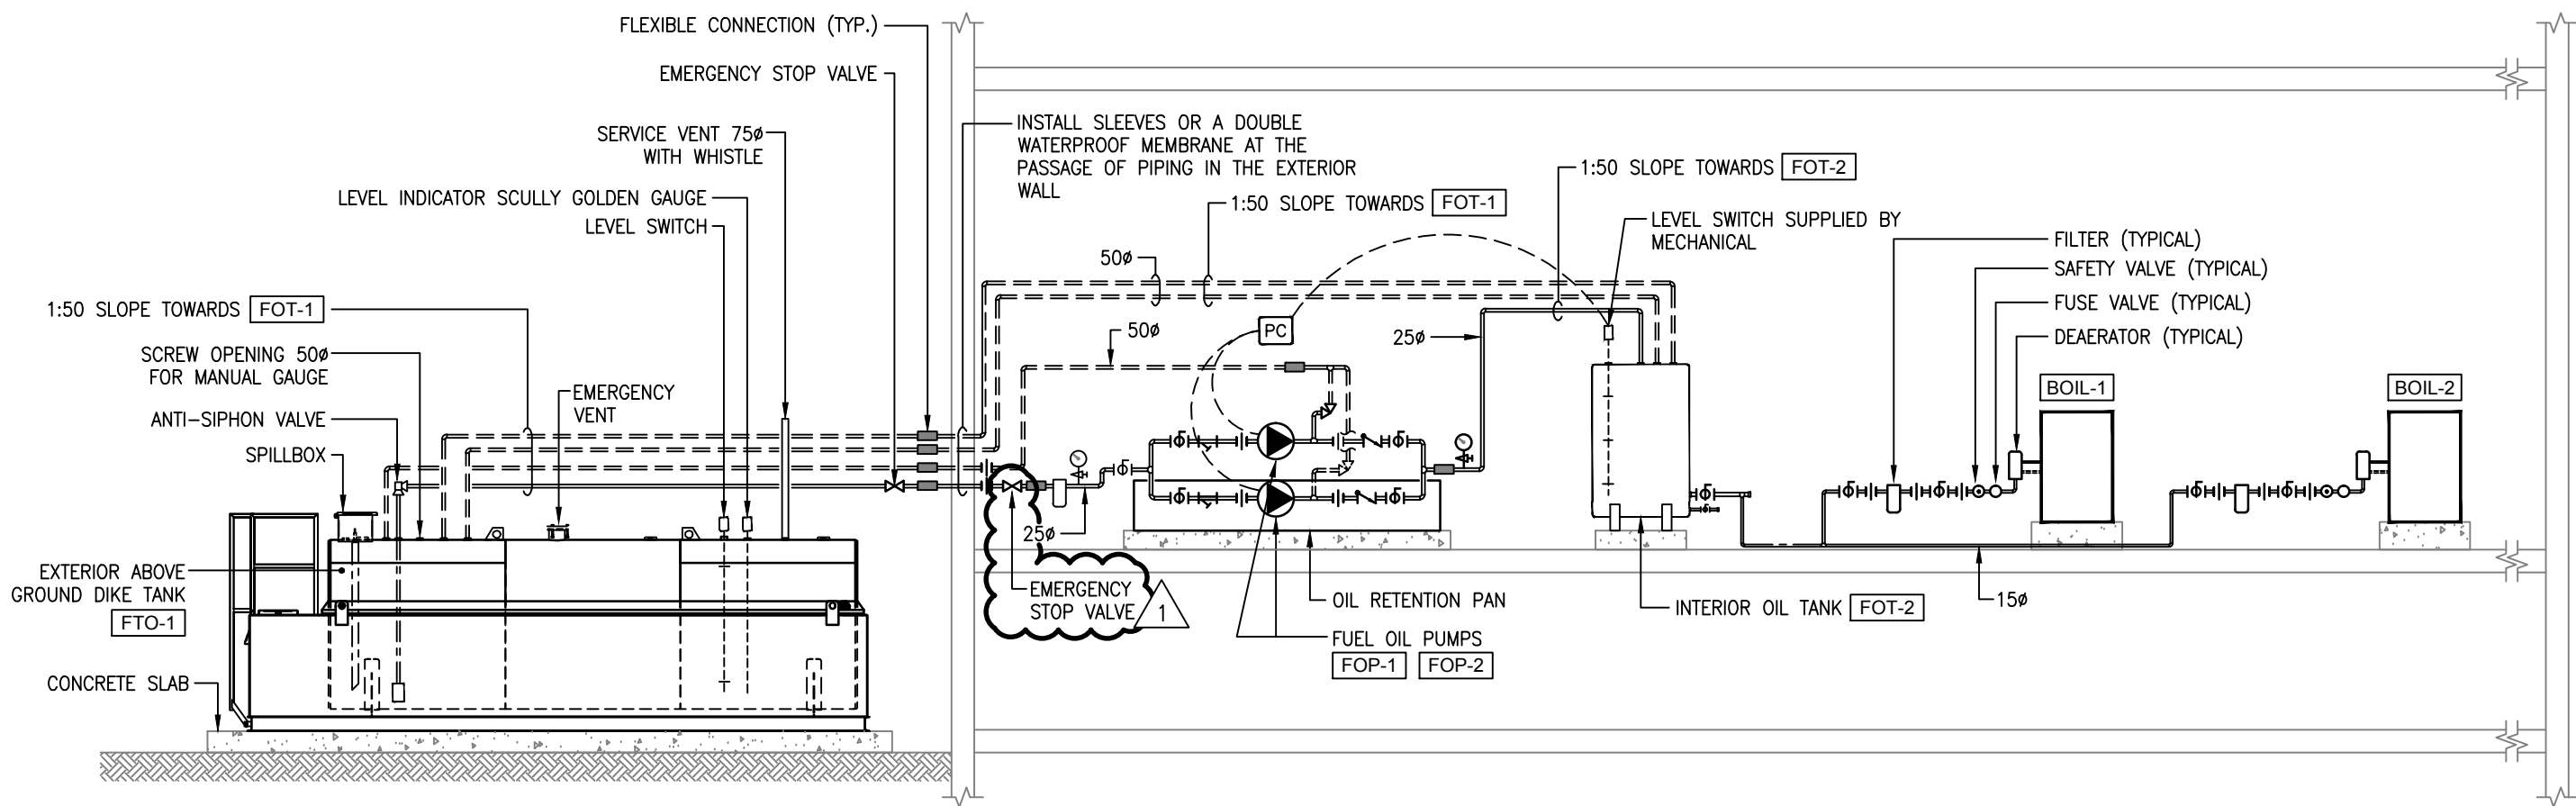 FLEXIBLE CONNECTION (TYP.)
EMERGENCY STOP VALVE
SERVICE VENT 75ø
WITH WHISTLE
LEVEL INDICATOR SCULLY GOLDEN GAUGE
LEVEL SWITCH
1:50 SLOPE TOWARDS FOT-1
SCREW OPENING 50ø
FOR MANUAL GAUGE
ANTI-SIPHON VALVE
SPILLBOX
EMERGENCY
VENT
EXTERIOR ABOVE
GROUND DIKE TANK
FTO-1
CONCRETE SLAB
INSTALL SLEEVES OR A DOUBLE
WATERPROOF MEMBRANE AT THE
PASSAGE OF PIPING IN THE EXTERIOR
WALL
1:50 SLOPE TOWARDS FOT-1
50ø
50ø
PC
25ø
25ø
EMERGENCY
STOP VALVE
1
OIL RETENTION PAN
FUEL OIL PUMPS
FOP-1 FOP-2
1:50 SLOPE TOWARDS FOT-2
LEVEL SWITCH SUPPLIED BY
MECHANICAL
INTERIOR OIL TANK FOT-2
FILTER (TYPICAL)
SAFETY VALVE (TYPICAL)
FUSE VALVE (TYPICAL)
DEAERATOR (TYPICAL)
BOIL-1
BOIL-2
15ø